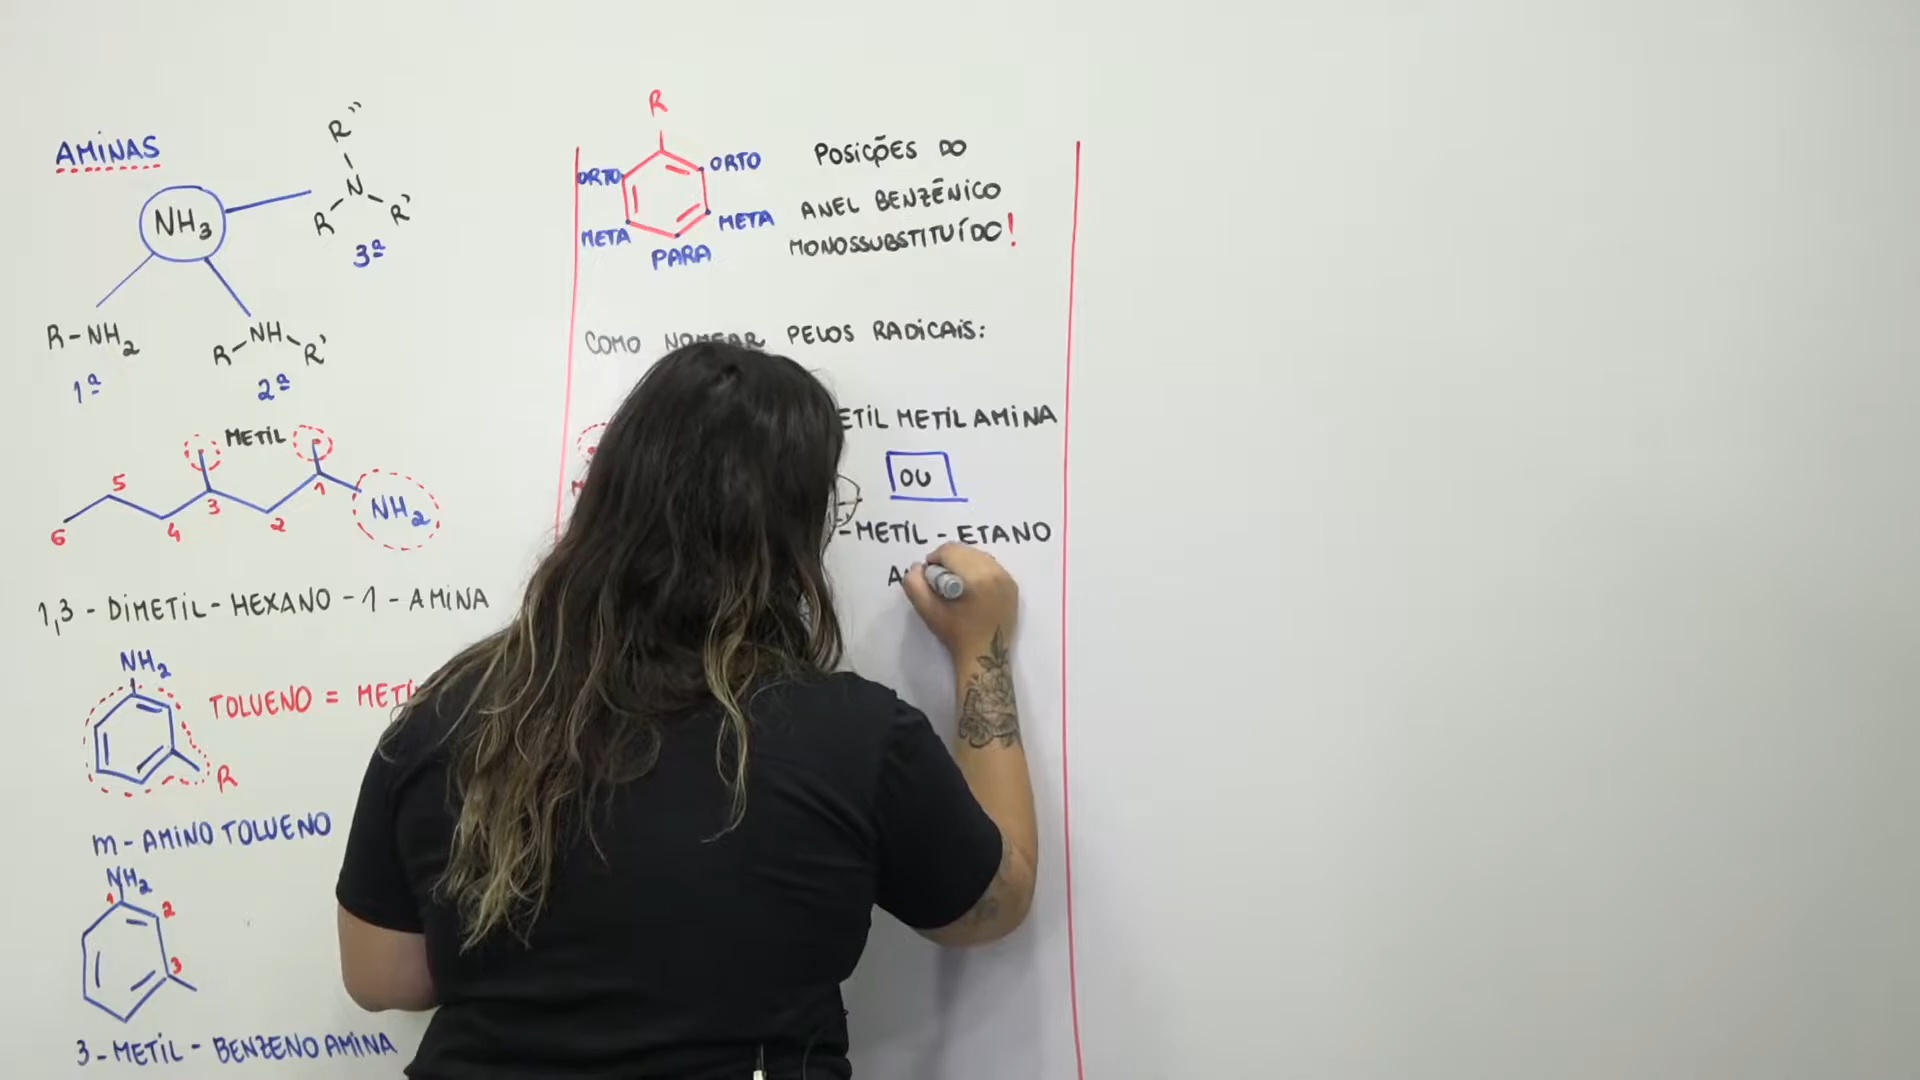 AMINAS
NH3
R"
N
R R'
3ª
R-NH2
1ª
NH
R R'
2ª
METIL
5
3
1
NH2
6
4
2
1,3 - DIMETIL - HEXANO - 1 - AMINA
NH2
TOLUENO =
R
m - AMINO TOLUENO
NH2
1
2
3
3 - METIL - BENZENO AMINA
R
ORTO
ORTO
META
META
PARA
POSIÇÕES DO
ANEL BENZÊNICO
MONOSSUBSTITUÍDO!
COMO NOMEAR PELOS RADICAIS:
METIL AMINA
OU
-METIL - ETANO